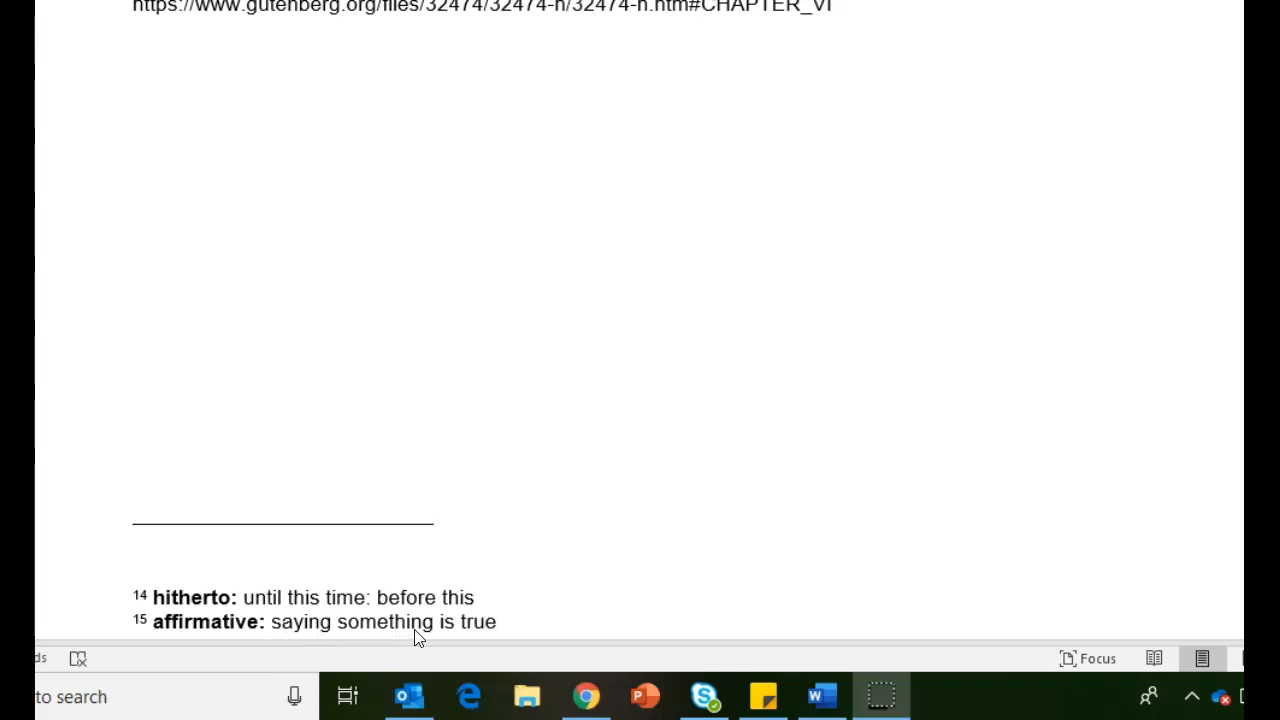 https://www.gutenberg.org/files/32474/32474-h/32474-h.htm#CHAPTER_VI
14 hitherto: until this time: before this
15 affirmative: saying something is true
ds
Focus
to search